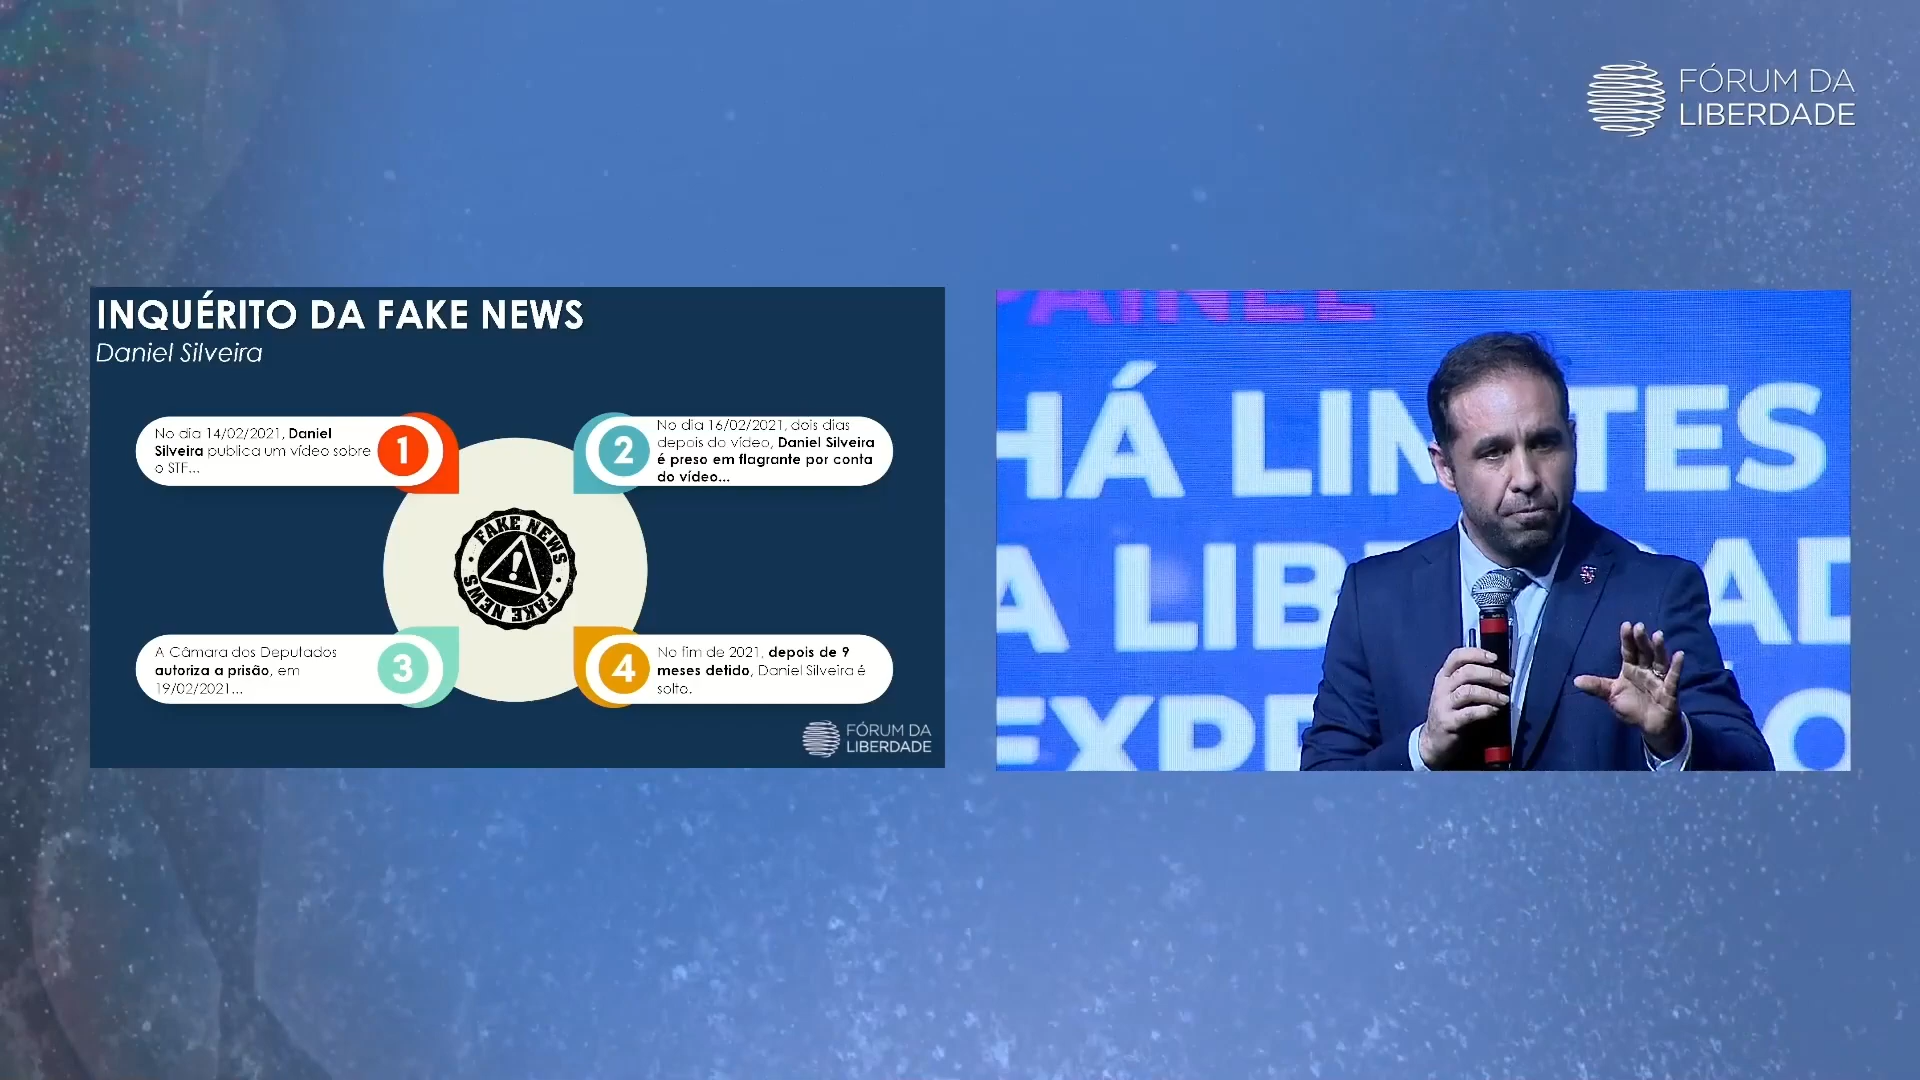 FÓRUM DA
LIBERDADE
INQUÉRITO DA FAKE NEWS
Daniel Silveira
No dia 14/02/2021, Daniel
Silveira publica um vídeo sobre
o STF...
1
2
No dia 16/02/2021, dois dias
depois do vídeo, Daniel Silveira
é preso em flagrante por conta
do vídeo...
FAKE NEWS
FAKE NEWS
A Câmara dos Deputados
autoriza a prisão, em
19/02/2021...
3
4
No fim de 2021, depois de 9
meses detido, Daniel Silveira é
solto.
FÓRUM DA
LIBERDADE
PAINEL
HÁ LIM TES
A LIB
EXP